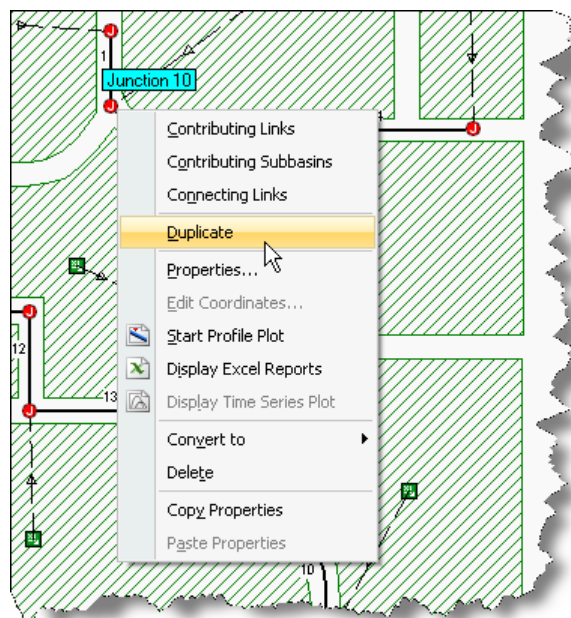 1
Junction 10
Contributing Links
Contributing Subbasins
Connecting Links
Duplicate
Properties...
Edit Coordinates...
Start Profile Plot
Display Excel Reports
Display Time Series Plot
Convert to
Delete
Copy Properties
Paste Properties
12
13
10
J
J
J
J
J